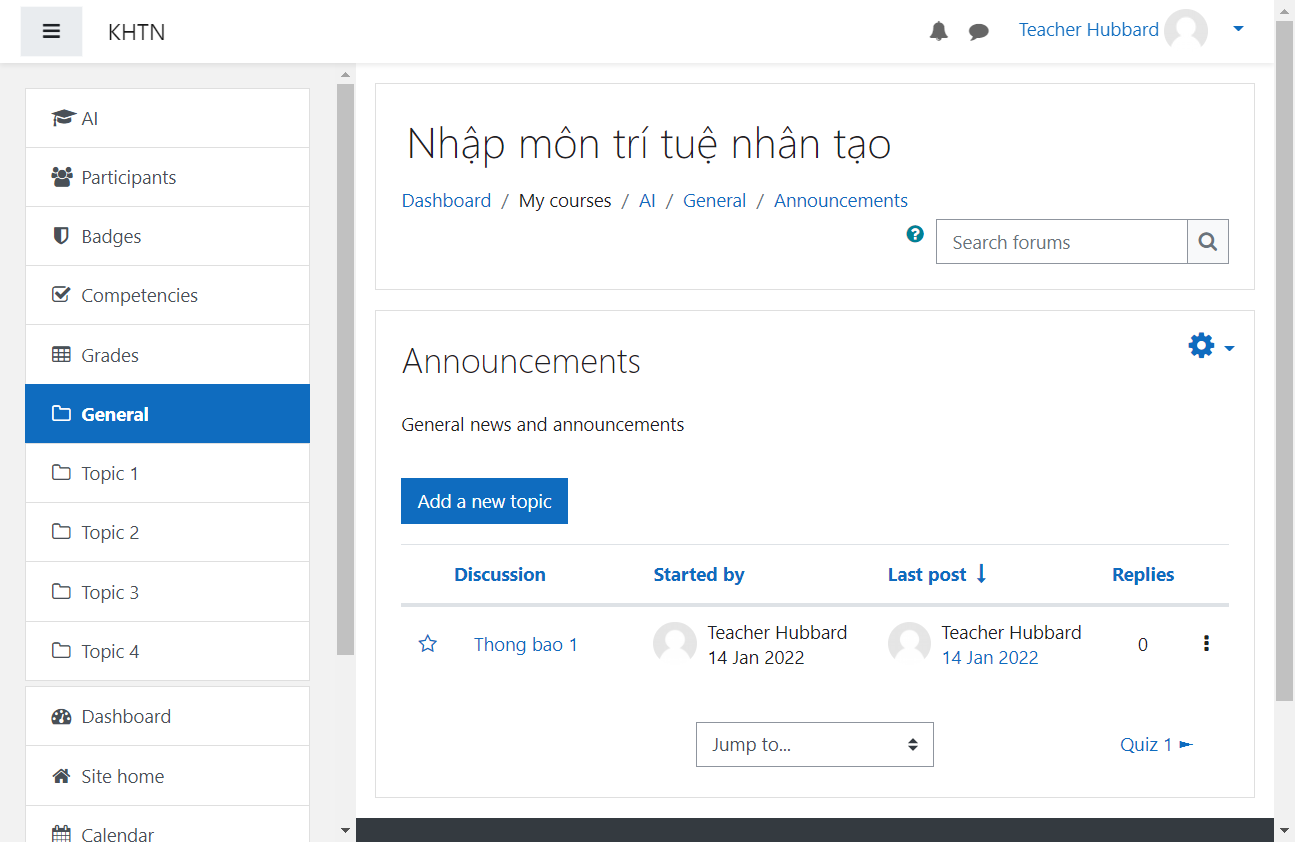 KHTN
Teacher Hubbard
AI
Participants
Badges
Competencies
Grades
General
Topic 1
Topic 2
Topic 3
Topic 4
Dashboard
Site home
Calendar
Nhập môn trí tuệ nhân tạo
Dashboard / My courses / AI / General / Announcements
Search forums
Announcements
General news and announcements
Add a new topic
Discussion Started by Last post Replies
Thong bao 1 Teacher Hubbard 14 Jan 2022 Teacher Hubbard 14 Jan 2022 0
Jump to...
Quiz 1 ►